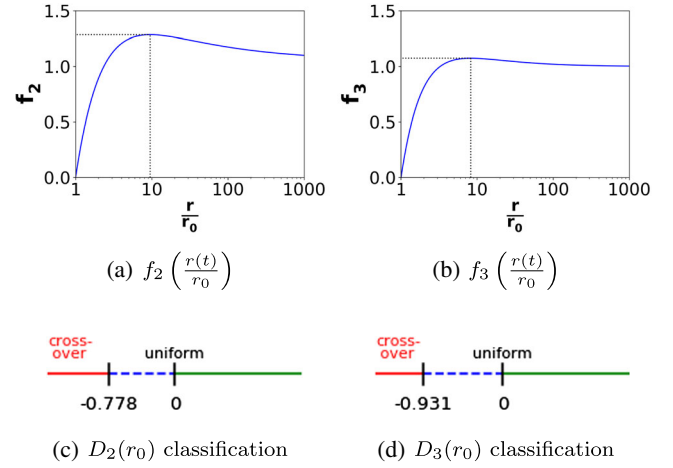 1.5
1.0
0.5
0.0
f₂
1 10 100 1000
r
r₀
(a) f₂ (r(t)/r₀)
1.5
1.0
0.5
0.0
f₃
1 10 100 1000
r
r₀
(b) f₃ (r(t)/r₀)
cross-
over
uniform
-0.778 0
(c) D₂(r₀) classification
cross-
over
uniform
-0.931 0
(d) D₃(r₀) classification